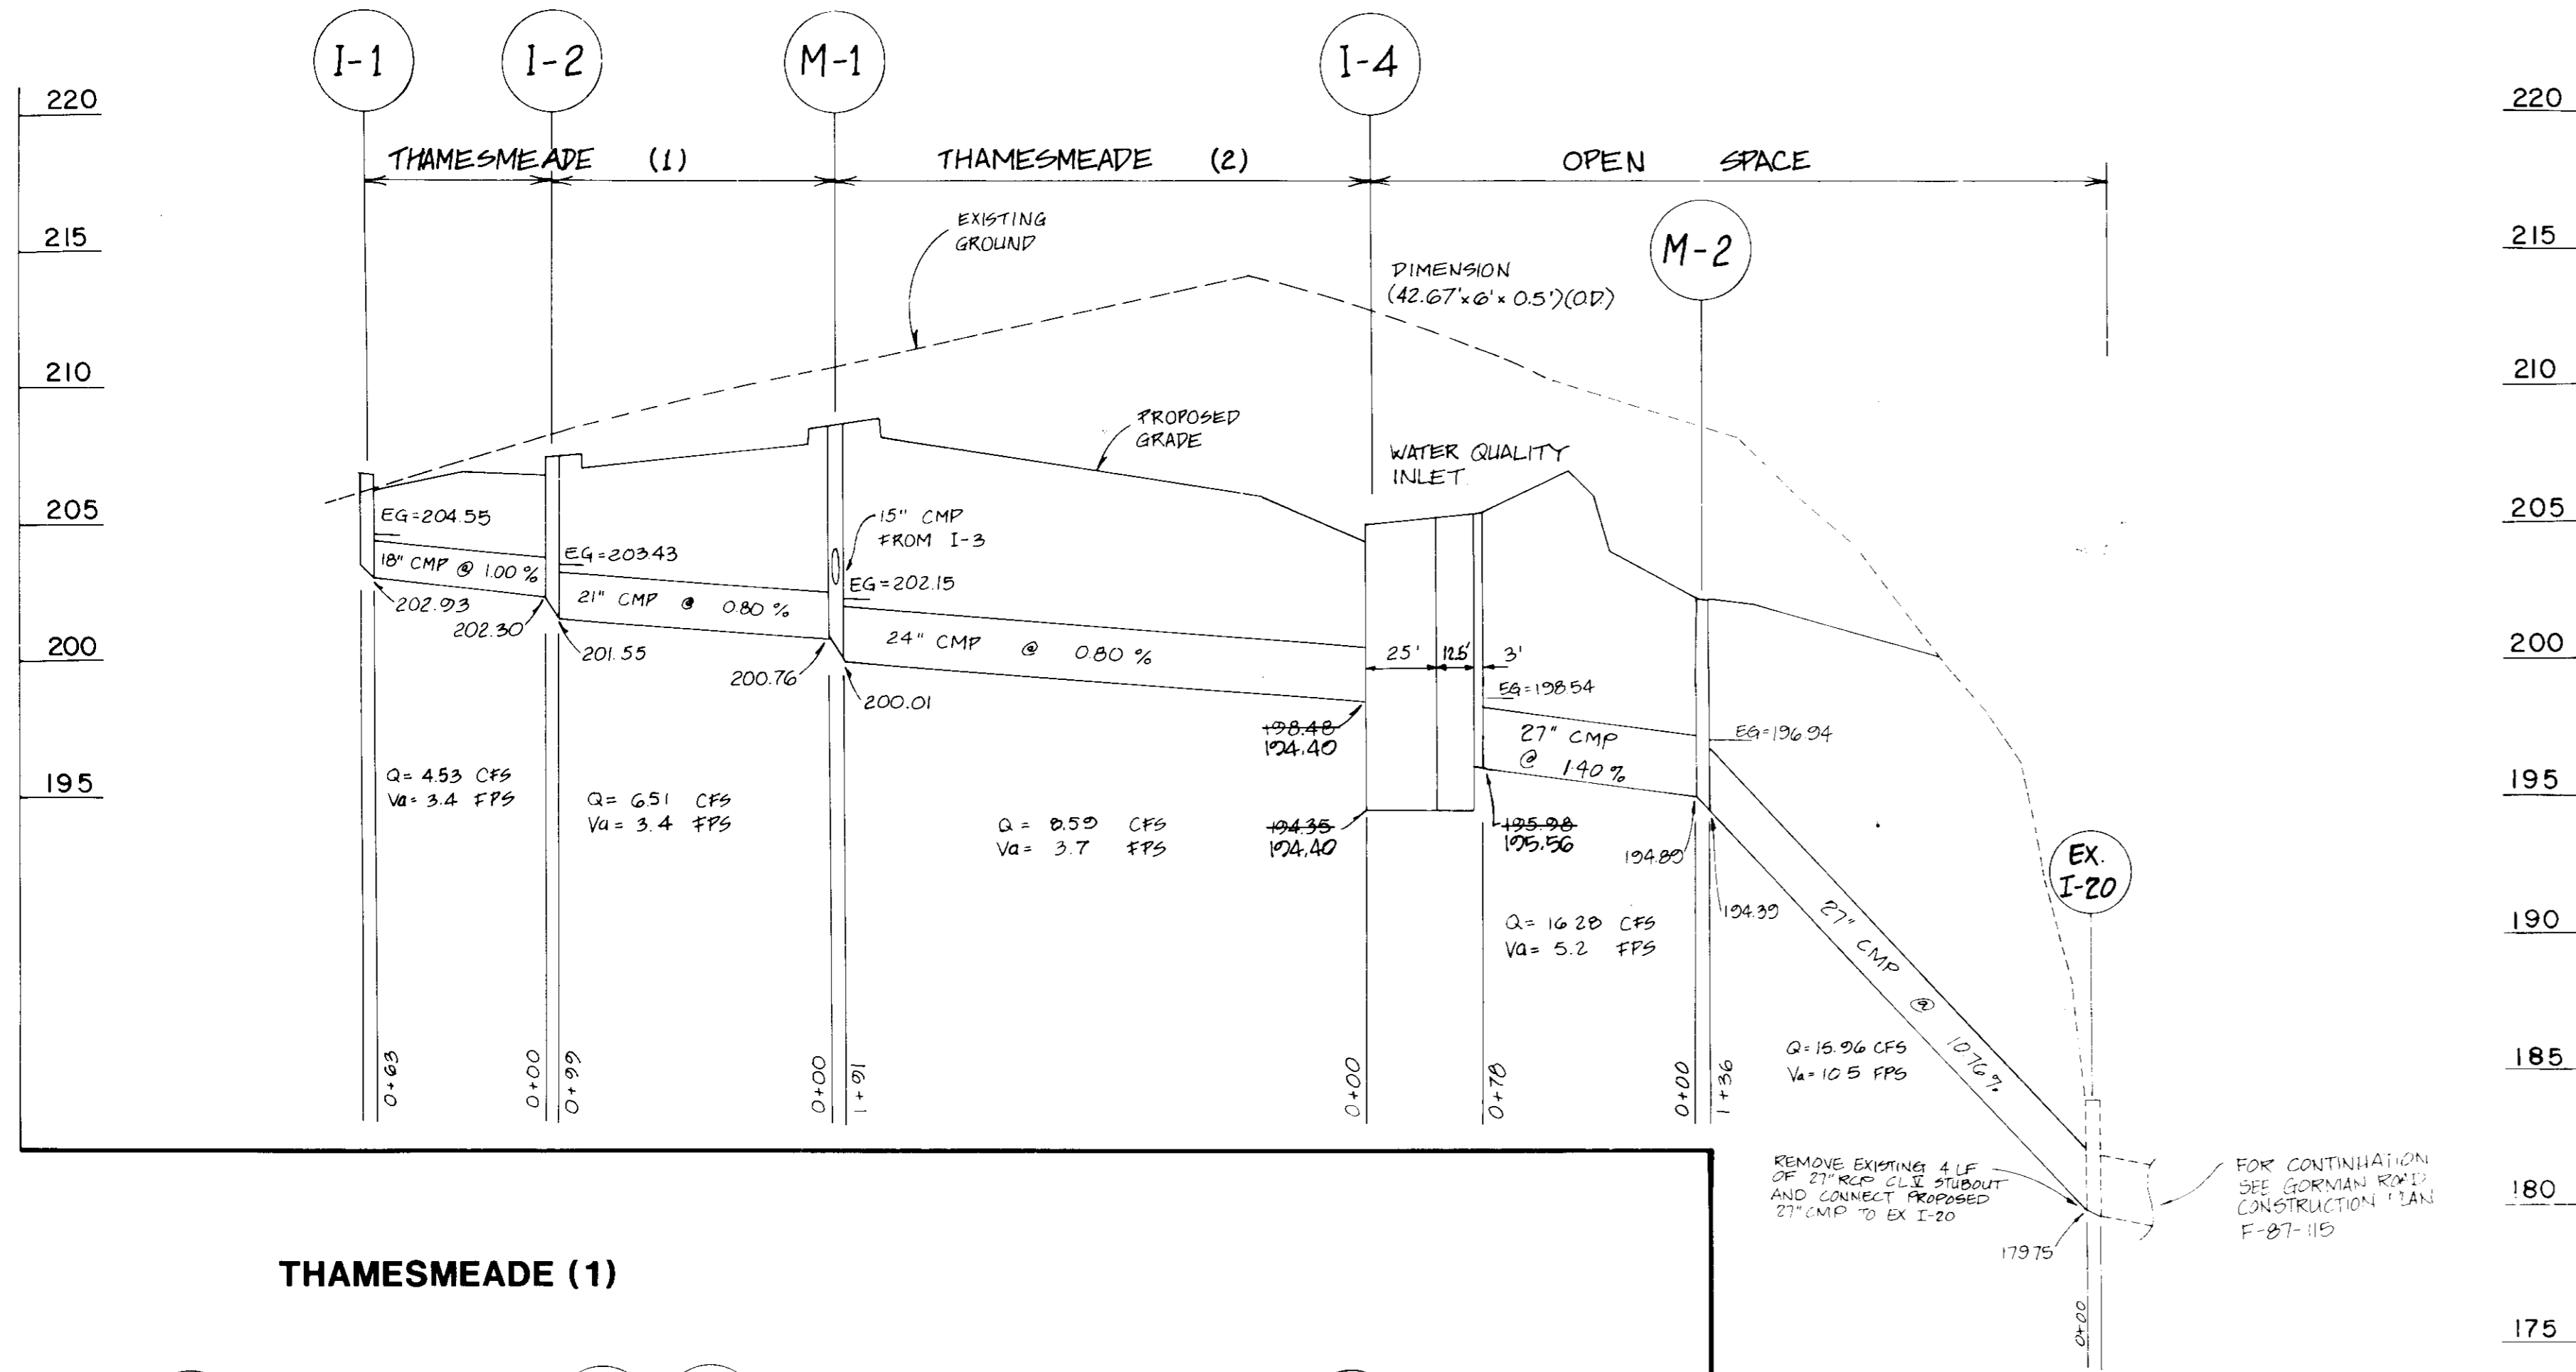 I-1
I-2
M-1
I-4
220
220
THAMESMEADE (1)
THAMESMEADE (2)
OPEN SPACE
EXISTING
GROUND
215
215
M-2
DIMENSION
(42.67'x6'x0.5')(O.D.)
210
210
PROPOSED
GRADE
WATER QUALITY
INLET
205
205
EG=204.55
15" CMP
FROM I-3
EG=203.43
18" CMP @ 1.00%
EG=202.15
202.93
21" CMP @ 0.80%
202.30
201.55
24" CMP @ 0.80%
200
200
200.76
200.01
25'
12.5'
3'
EG=198.54
198.48
194.40
27" CMP
@ 1.40%
EG=196.94
195
195
Q= 4.53 CFS
Va= 3.4 FPS
Q= 6.51 CFS
Va= 3.4 FPS
Q= 8.59 CFS
Va= 3.7 FPS
194.35
194.40
195.98
195.56
194.89
194.39
EX.
I-20
27" CMP @ 10.76%
190
Q= 16.28 CFS
Va= 5.2 FPS
Q=15.96 CFS
Va=10.5 FPS
185
0+63
0+00
0+99
0+00
1+91
0+00
0+78
0+00
1+36
REMOVE EXISTING 4 LF
OF 27" RCP CL.V STUBOUT
AND CONNECT PROPOSED
27" CMP TO EX I-20
FOR CONTINUATION
SEE GORMAN ROAD
CONSTRUCTION PLAN
F-87-115
180
179.75
THAMESMEADE (1)
0+00
175